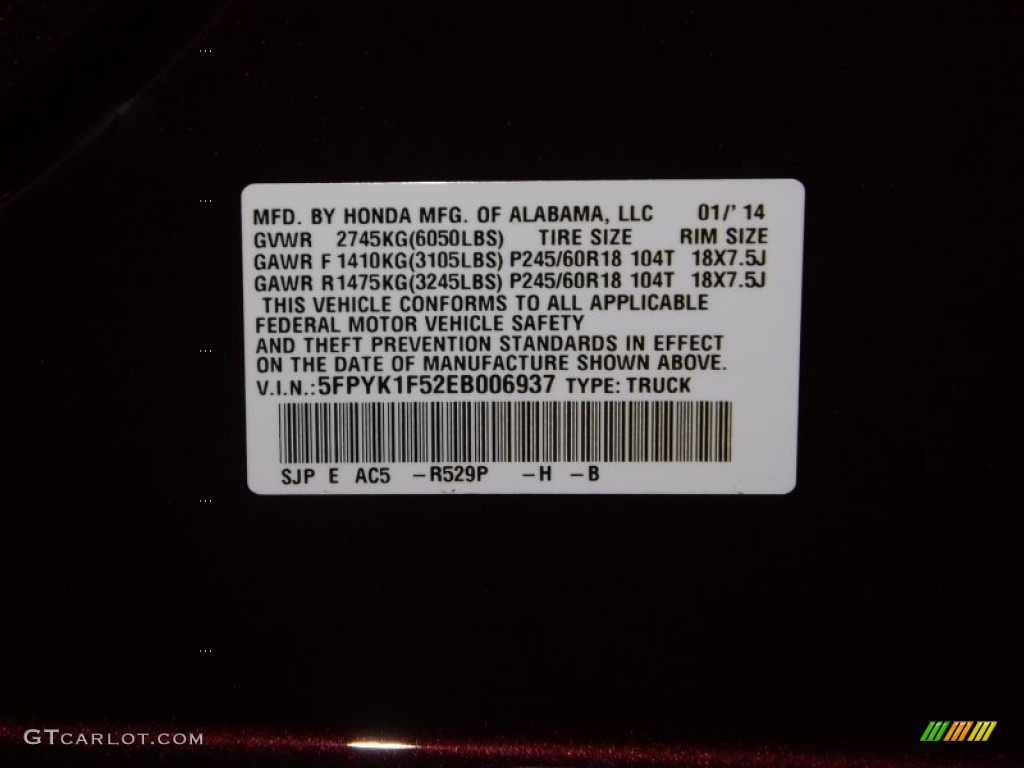 MFD. BY HONDA MFG. OF ALABAMA, LLC 01/' 14
GVWR 2745KG(6050LBS) TIRE SIZE RIM SIZE
GAWR F 1410KG(3105LBS) P245/60R18 104T 18X7.5J
GAWR R1475KG(3245LBS) P245/60R18 104T 18X7.5J
THIS VEHICLE CONFORMS TO ALL APPLICABLE
FEDERAL MOTOR VEHICLE SAFETY
AND THEFT PREVENTION STANDARDS IN EFFECT
ON THE DATE OF MANUFACTURE SHOWN ABOVE.
V.I.N.:5FPYK1F52EB006937 TYPE: TRUCK
SJP E AC5 -R529P -H -B
GTCARLOT.COM